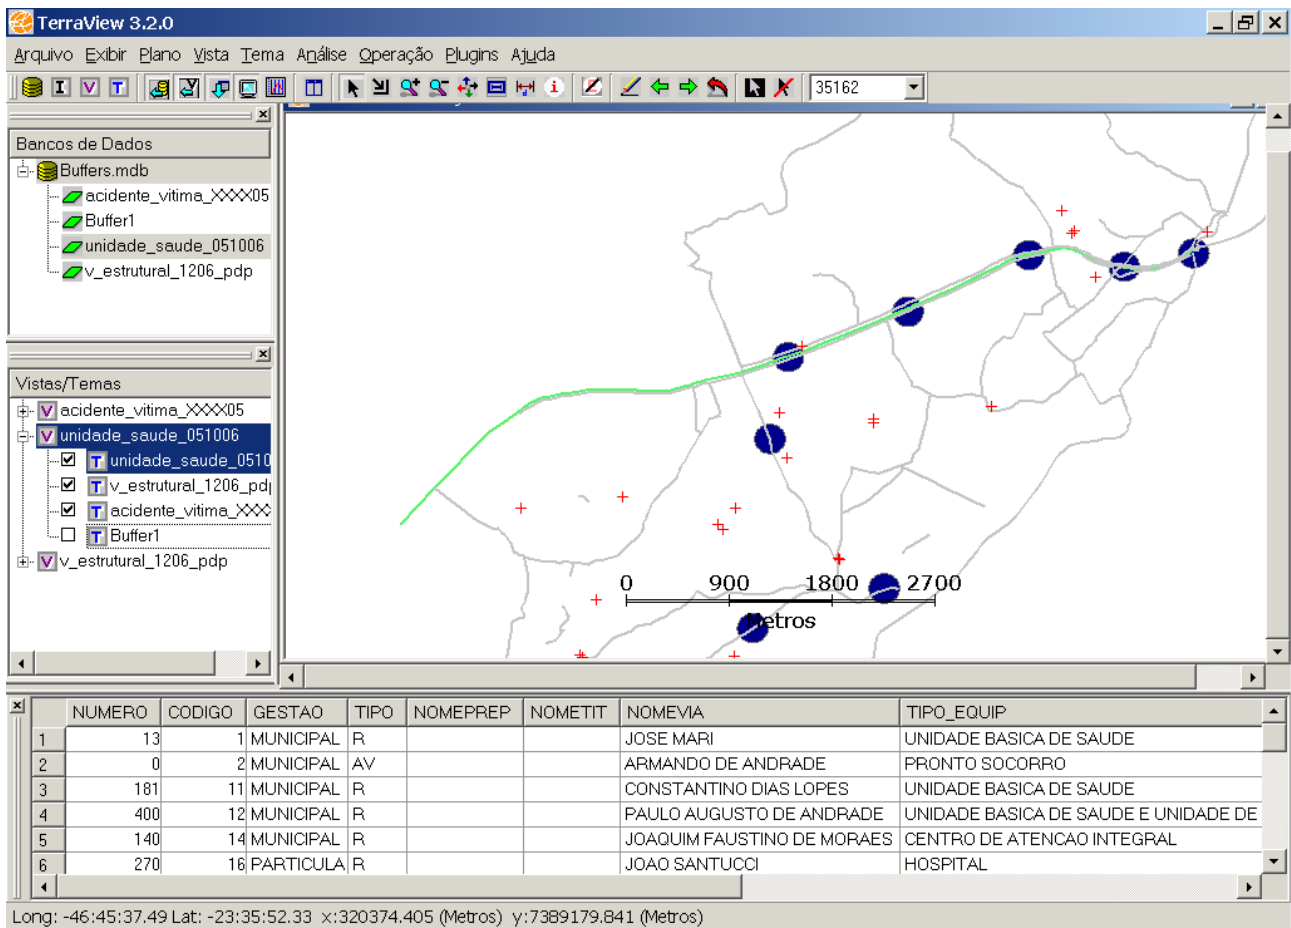 TerraView 3.2.0
Arquivo Exibir Plano Vista Tema Análise Operação Plugins Ajuda
I V T i 35162
Bancos de Dados
Buffers.mdb
acidente_vitima_XXXX05
Buffer1
unidade_saude_051006
v_estrutural_1206_pdp
Vistas/Temas
V acidente_vitima_XXXX05
V unidade_saude_051006
T unidade_saude_0510
T v_estrutural_1206_pdp
T acidente_vitima_XXX
T Buffer1
V v_estrutural_1206_pdp
0 900 1800 2700
Metros
NUMERO CODIGO GESTAO TIPO NOMEPREP NOMETIT NOMEVIA TIPO_EQUIP
1 13 1 MUNICIPAL R JOSE MARI UNIDADE BASICA DE SAUDE
2 0 2 MUNICIPAL AV ARMANDO DE ANDRADE PRONTO SOCORRO
3 181 11 MUNICIPAL R CONSTANTINO DIAS LOPES UNIDADE BASICA DE SAUDE
4 400 12 MUNICIPAL R PAULO AUGUSTO DE ANDRADE UNIDADE BASICA DE SAUDE E UNIDADE DE
5 140 14 MUNICIPAL R JOAQUIM FAUSTINO DE MORAES CENTRO DE ATENCAO INTEGRAL
6 270 16 PARTICULA R JOAO SANTUCCI HOSPITAL
Long: -46:45:37.49 Lat: -23:35:52.33 x:320374.405 (Metros) y:7389179.841 (Metros)